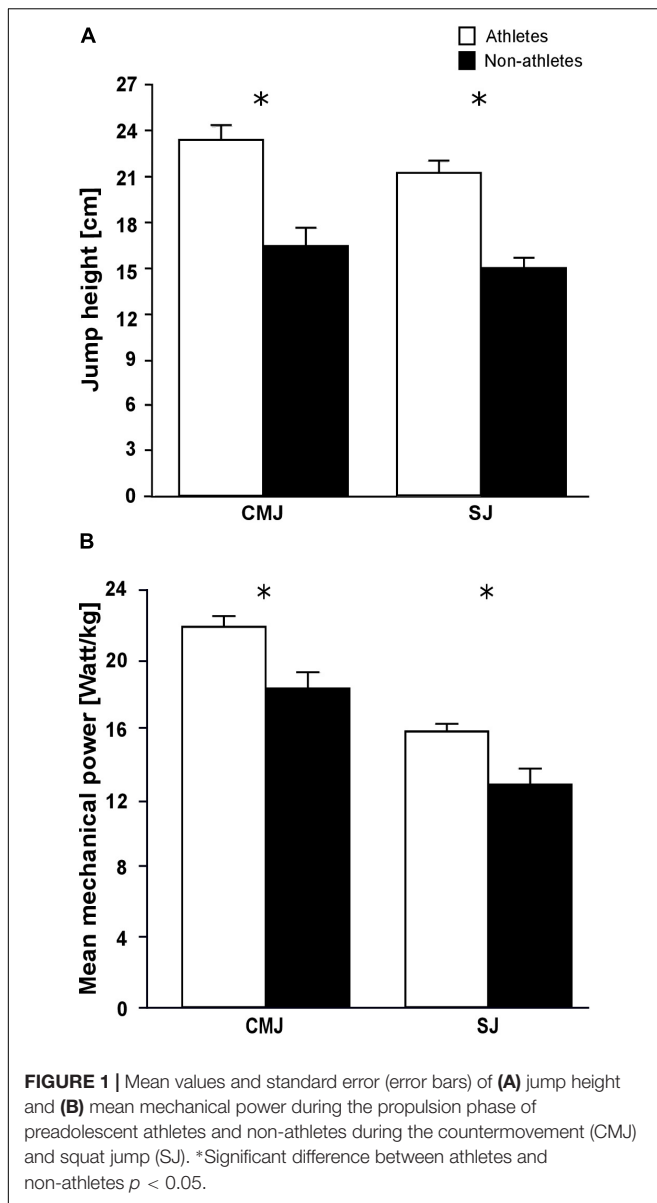 A
Athletes
Non-athletes
27
24
21
18
15
12
9
6
3
0
Jump height [cm]
* *
CMJ SJ
B
24
20
16
12
8
4
0
Mean mechanical power [Watt/kg]
* *
CMJ SJ
FIGURE 1 | Mean values and standard error (error bars) of (A) jump height
and (B) mean mechanical power during the propulsion phase of
preadolescent athletes and non-athletes during the countermovement (CMJ)
and squat jump (SJ). *Significant difference between athletes and
non-athletes p < 0.05.